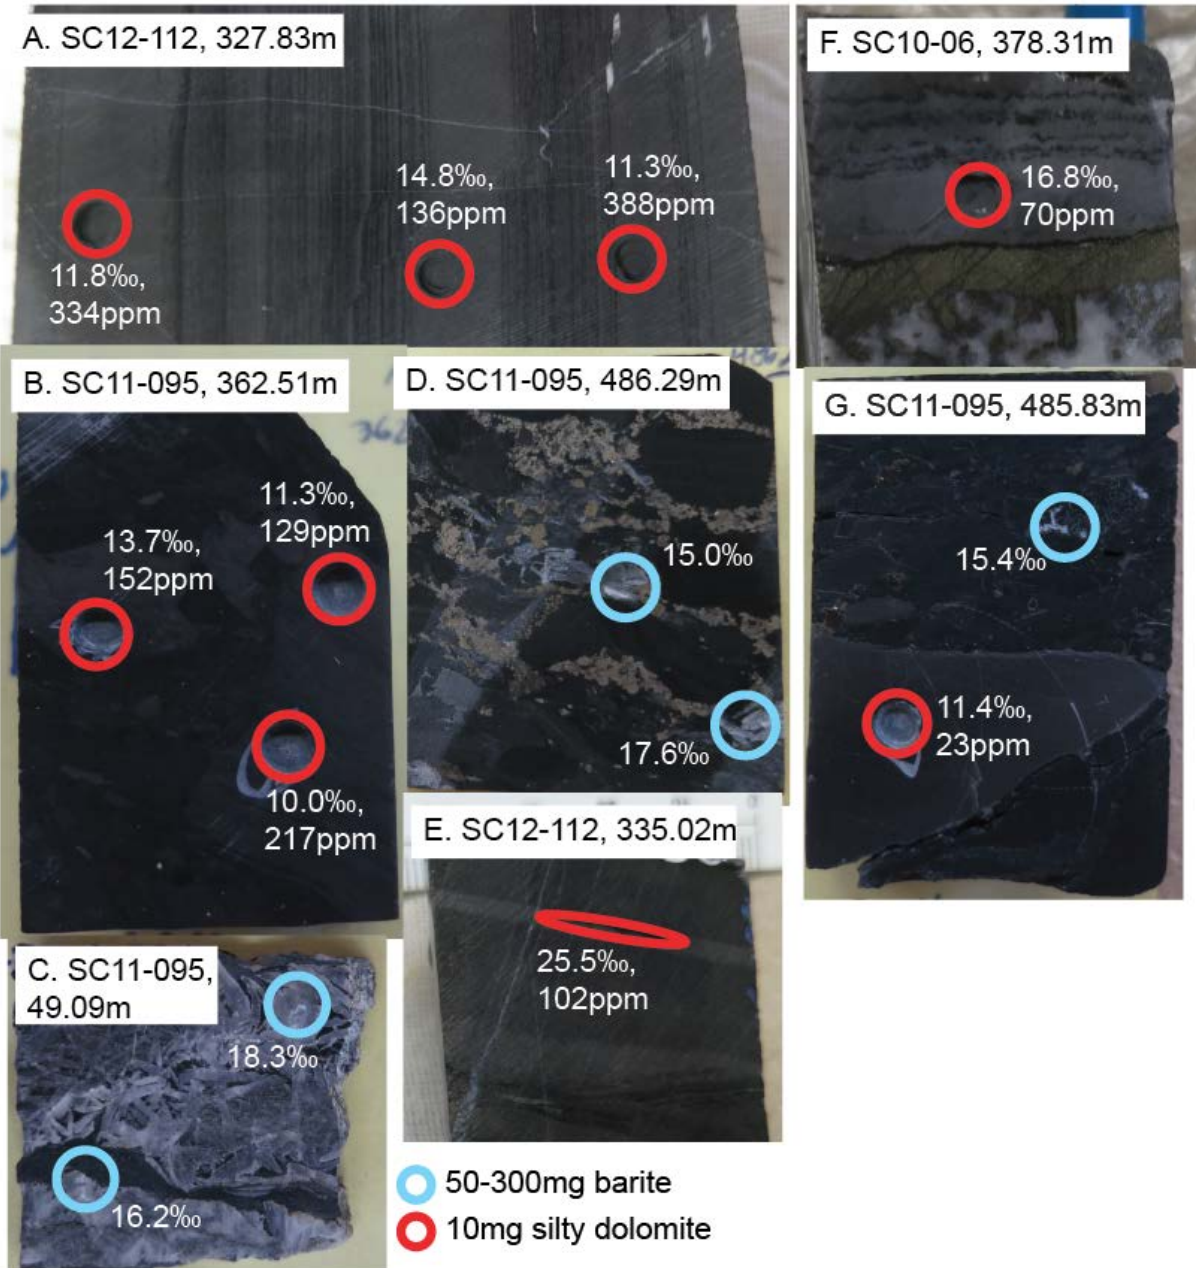 A. SC12-112, 327.83m
14.8‰,
136ppm
11.3‰,
388ppm
11.8‰,
334ppm
F. SC10-06, 378.31m
16.8‰,
70ppm
B. SC11-095, 362.51m
362
11.3‰,
129ppm
13.7‰,
152ppm
10.0‰,
217ppm
D. SC11-095, 486.29m
15.0‰
17.6‰
G. SC11-095, 485.83m
15.4‰
11.4‰,
23ppm
E. SC12-112, 335.02m
25.5‰,
102ppm
C. SC11-095,
49.09m
18.3‰
16.2‰
50-300mg barite
10mg silty dolomite